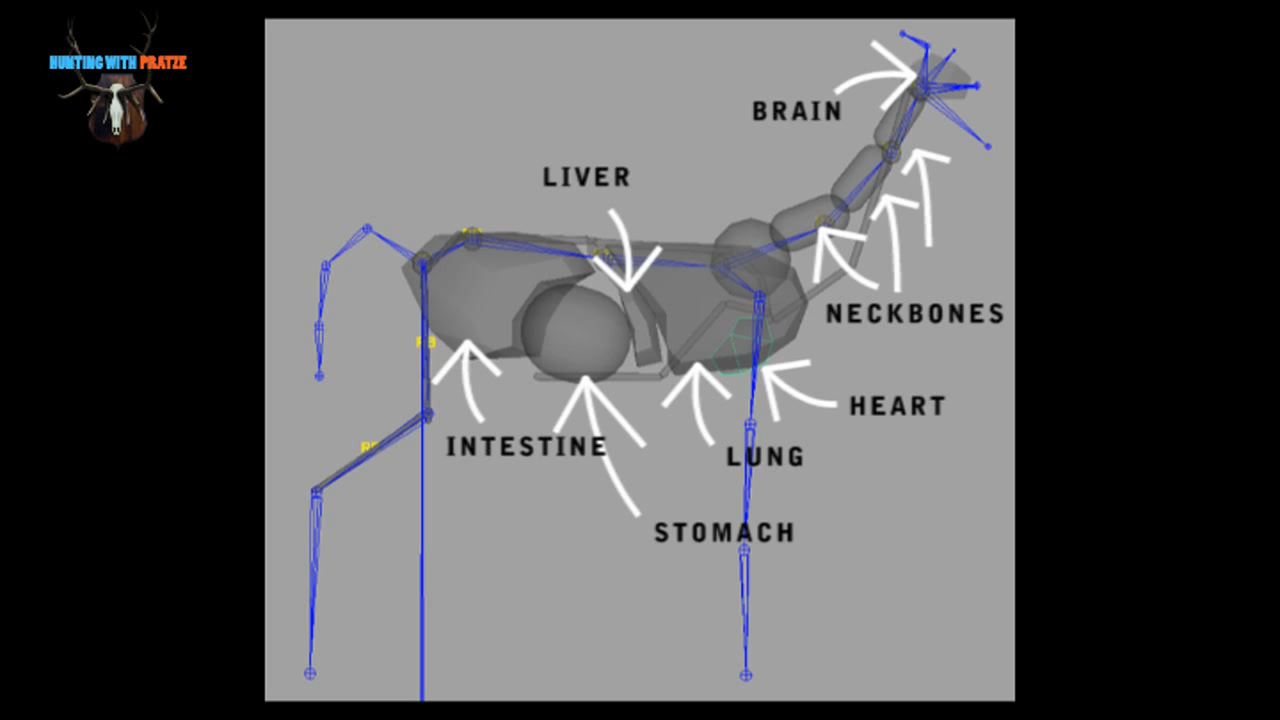 HUNTING WITH PRATZE
BRAIN
LIVER
NECKBONES
HEART
INTESTINE
LUNG
STOMACH